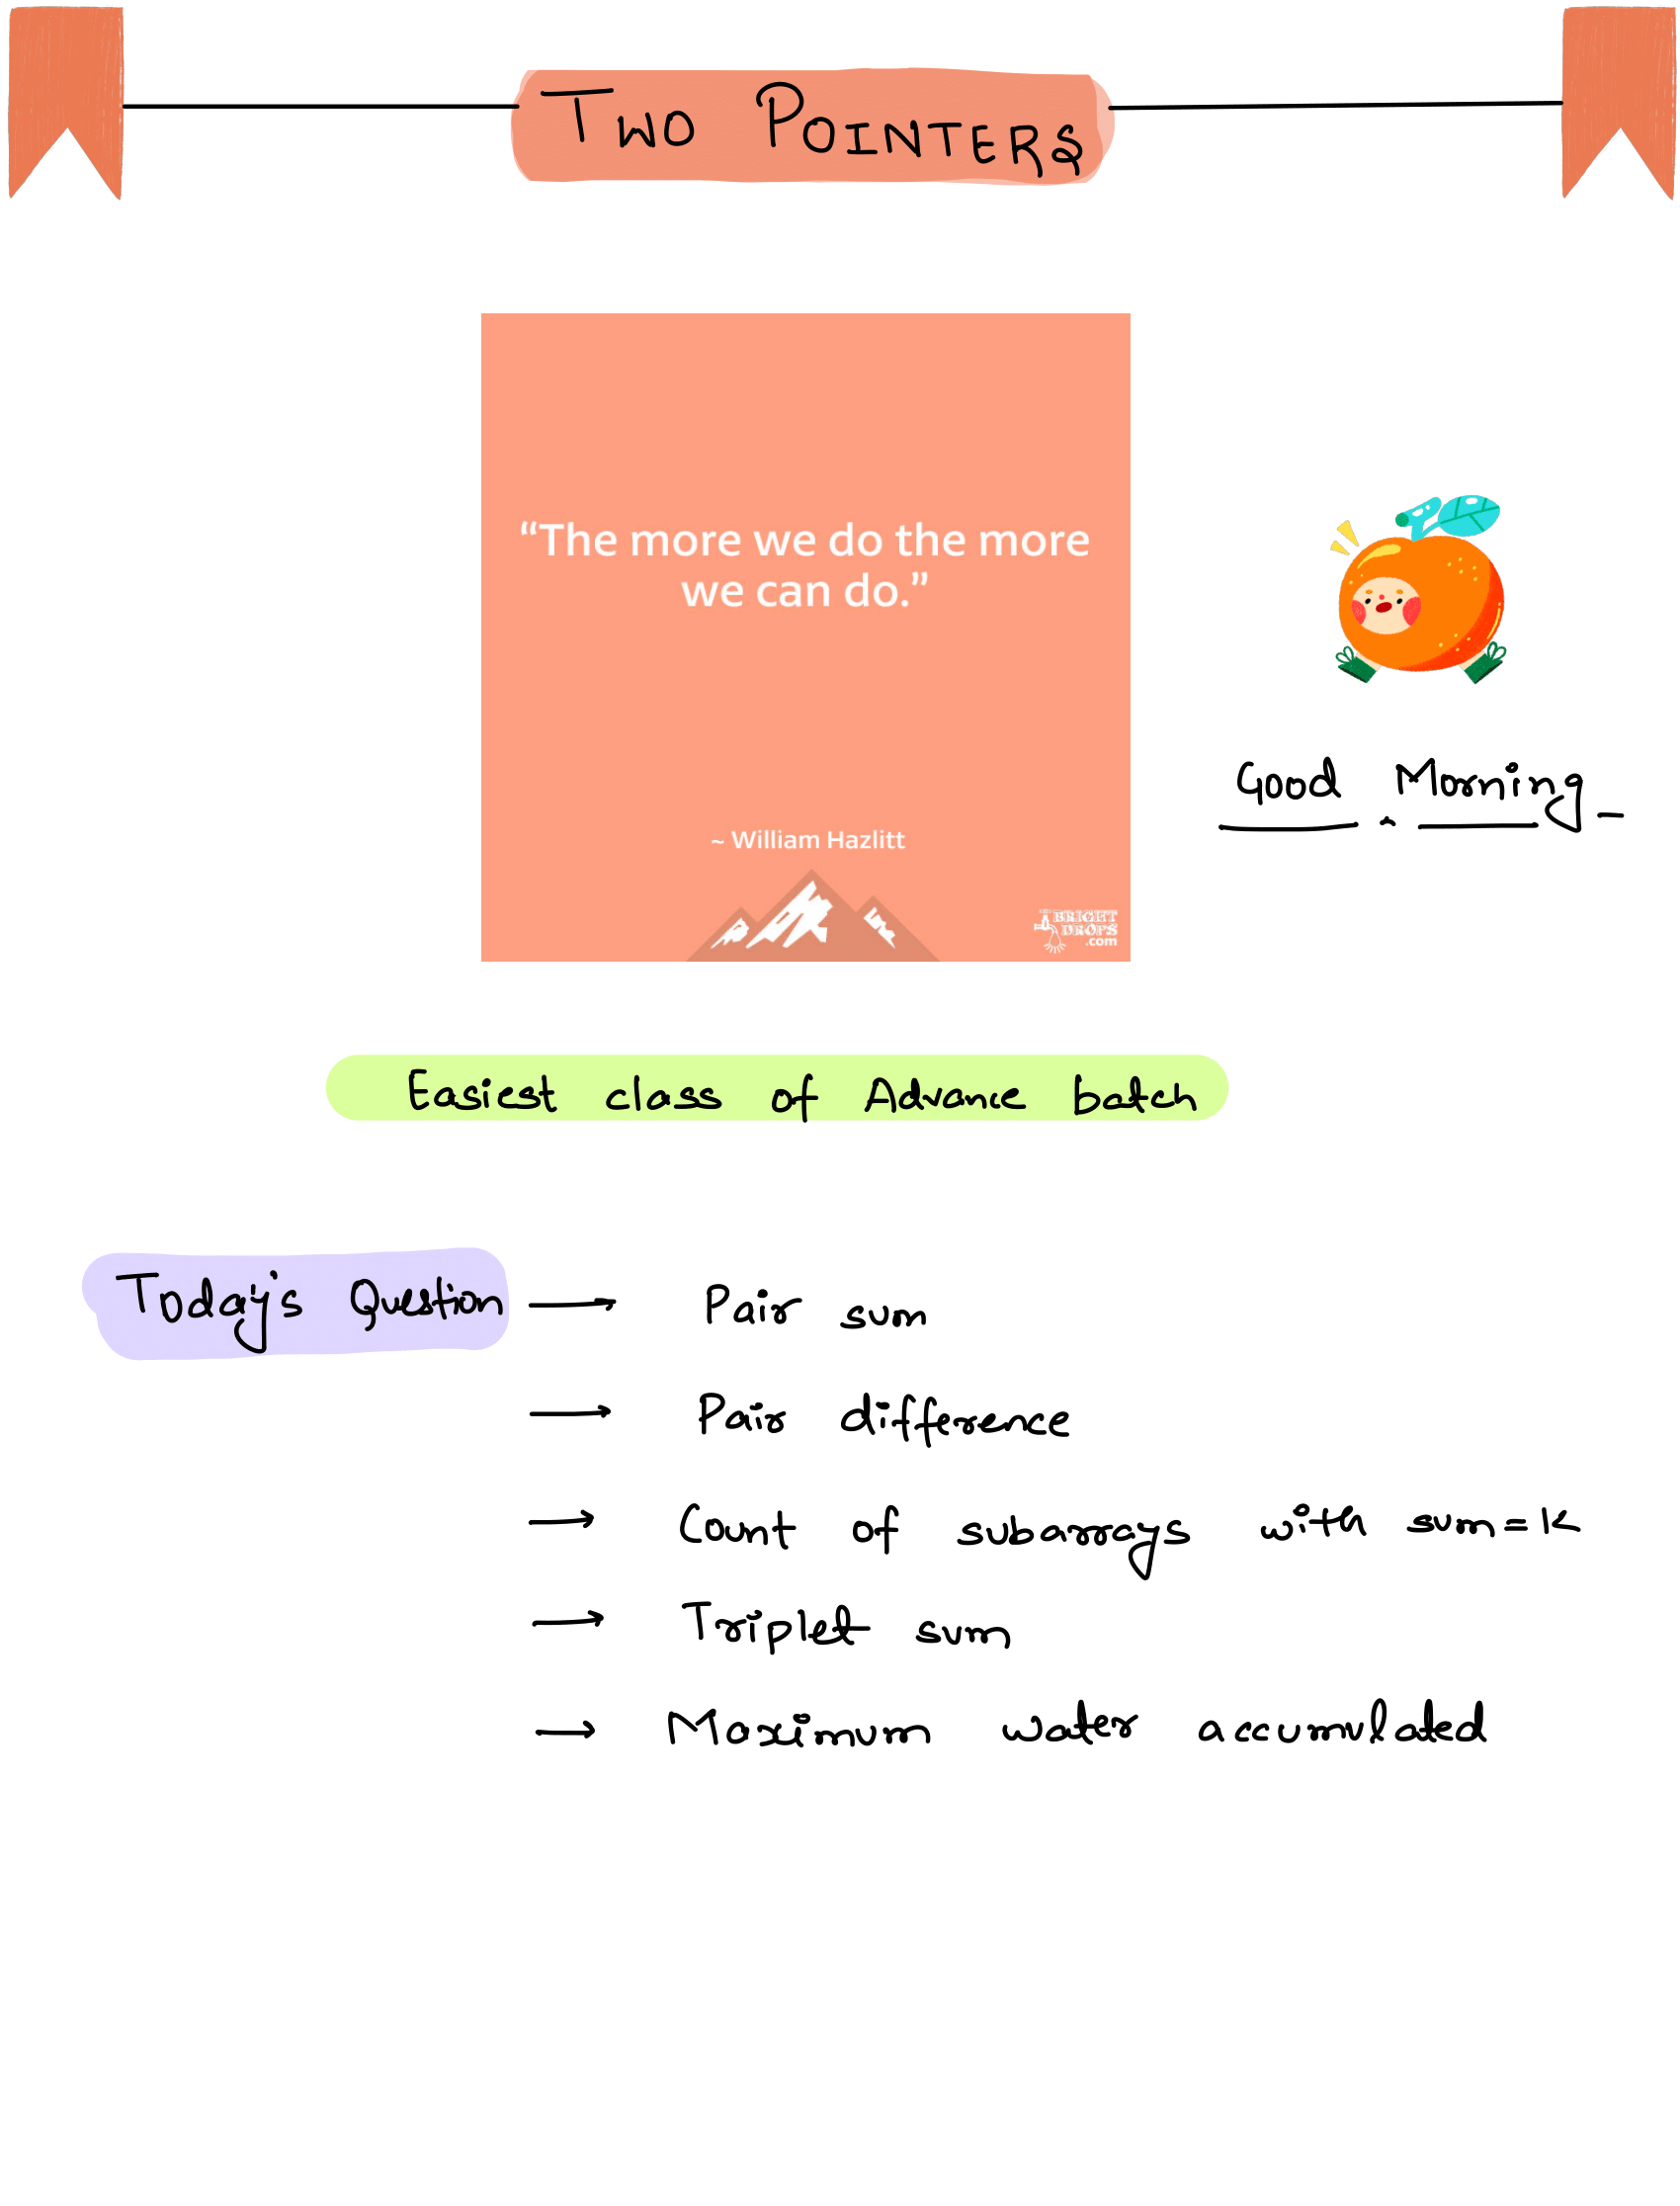 TWO POINTERS
“The more we do the more
we can do.”
~ William Hazlitt
BRIGHT
DROPS
.com
Good Morning
Easiest class of Advance batch
Today's Question → Pair sum
→ Pair difference
→ Count of subarrays with sum=k
→ Triplet sum
→ Maximum water accumulated